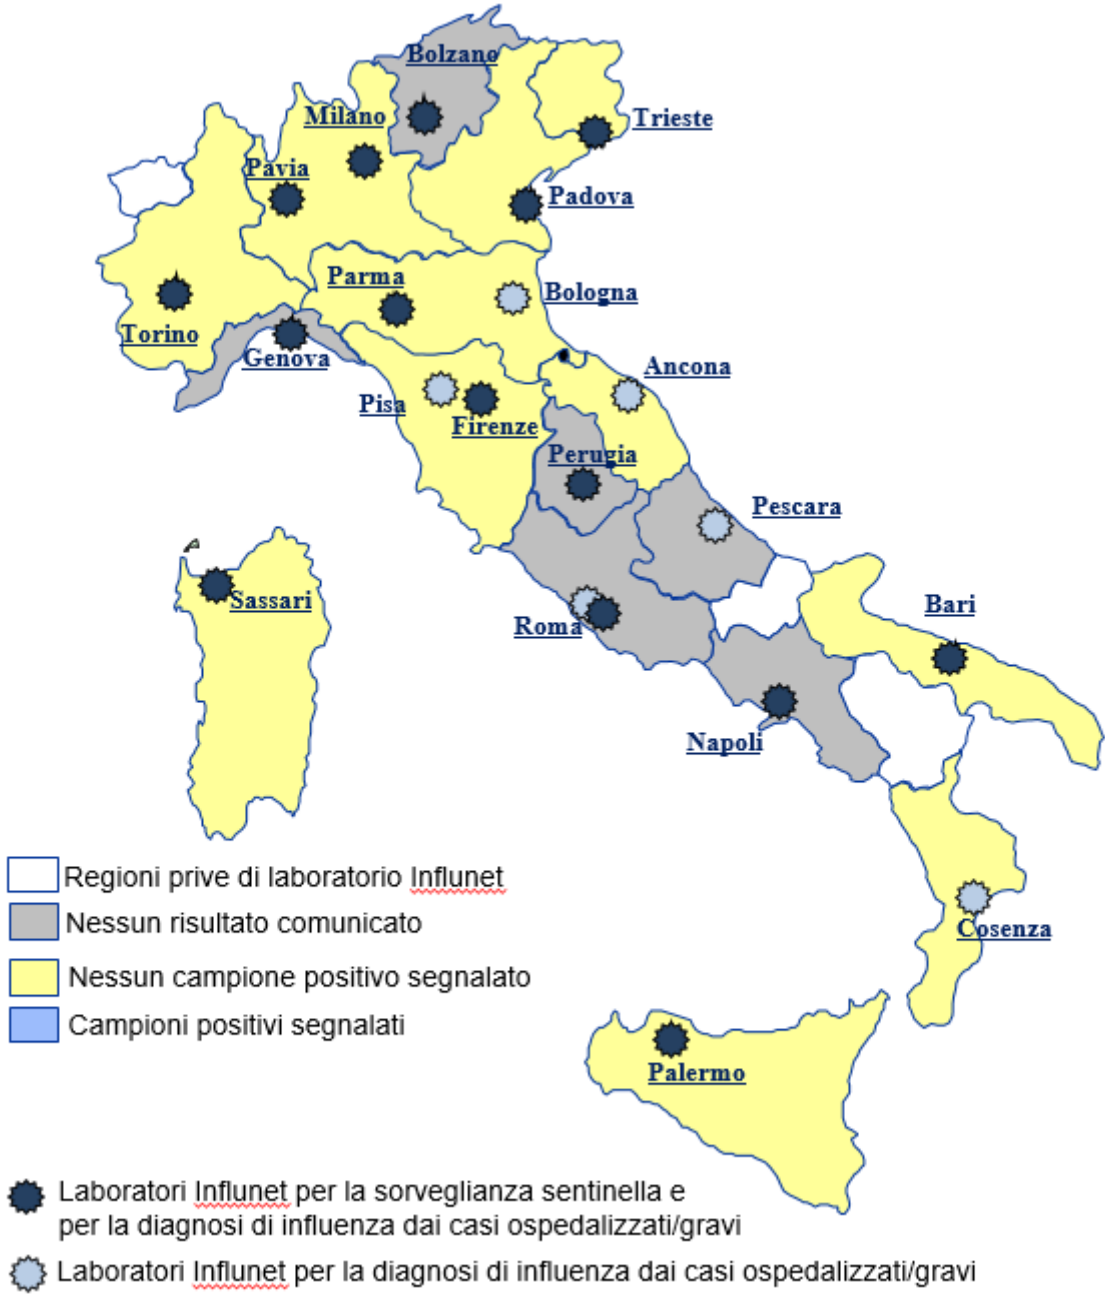 Bolzano
Milano
Trieste
Pavia
Padova
Parma
Bologna
Torino
Genova
Ancona
Pisa
Firenze
Perugia
Pescara
Sassari
Bari
Roma
Napoli
Regioni prive di laboratorio Influnet
Nessun risultato comunicato
Cosenza
Nessun campione positivo segnalato
Campioni positivi segnalati
Palermo
Laboratori Influnet per la sorveglianza sentinella e
per la diagnosi di influenza dai casi ospedalizzati/gravi
Laboratori Influnet per la diagnosi di influenza dai casi ospedalizzati/gravi